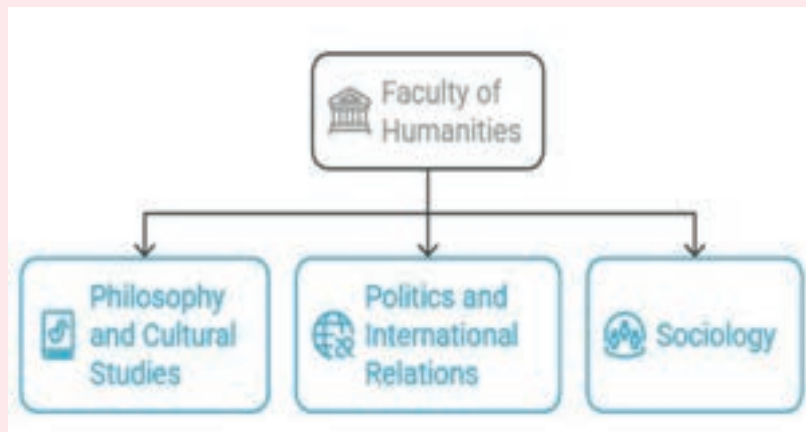 Faculty of
Humanities
Philosophy
and Cultural
Studies
Politics and
International
Relations
Sociology